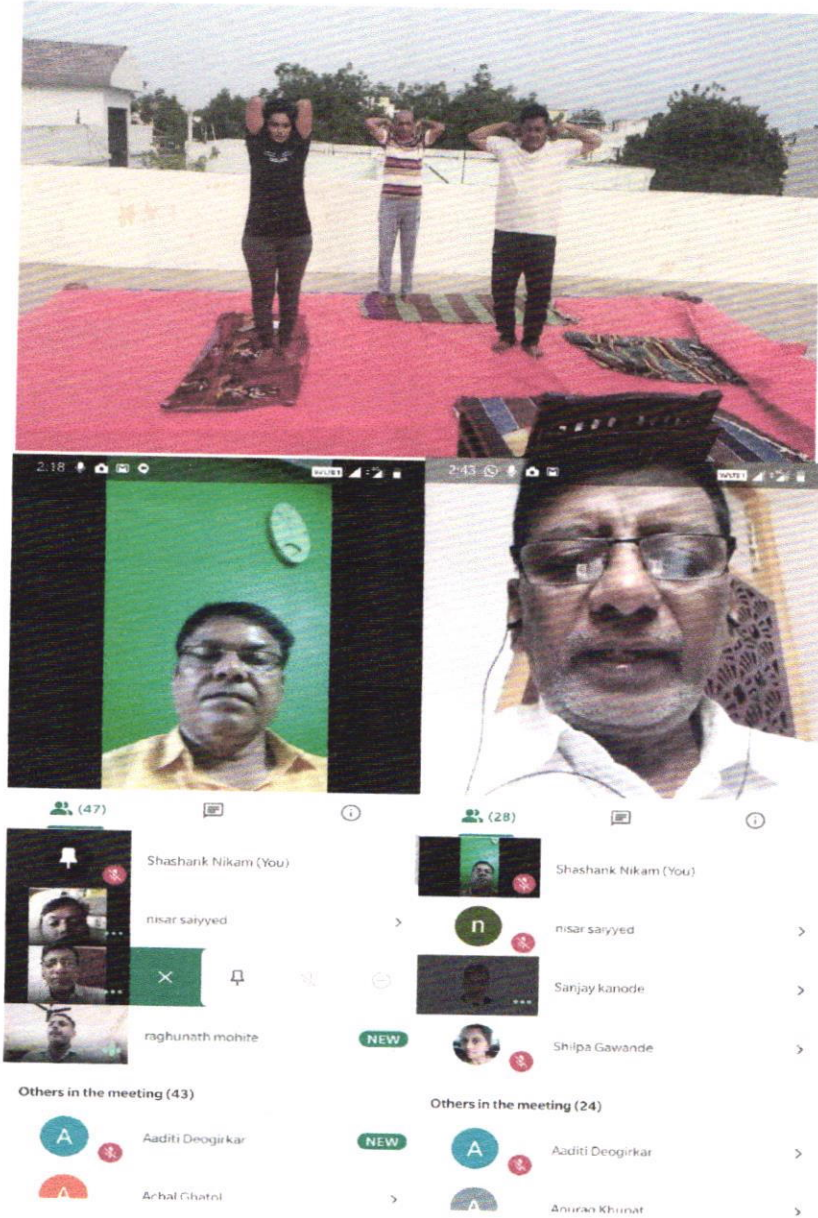 2:18
(47)
Shashank Nikam (You)
nisar saiyyed
raghunath mohite
NEW
Others in the meeting (43)
A
Aaditi Deogirkar
NEW
A
Achal Ghatol
2:43
(28)
Shashank Nikam (You)
n
nisar saiyyed
Sanjay kanode
Shilpa Gawande
Others in the meeting (24)
A
Aaditi Deogirkar
A
Anurag Khupat